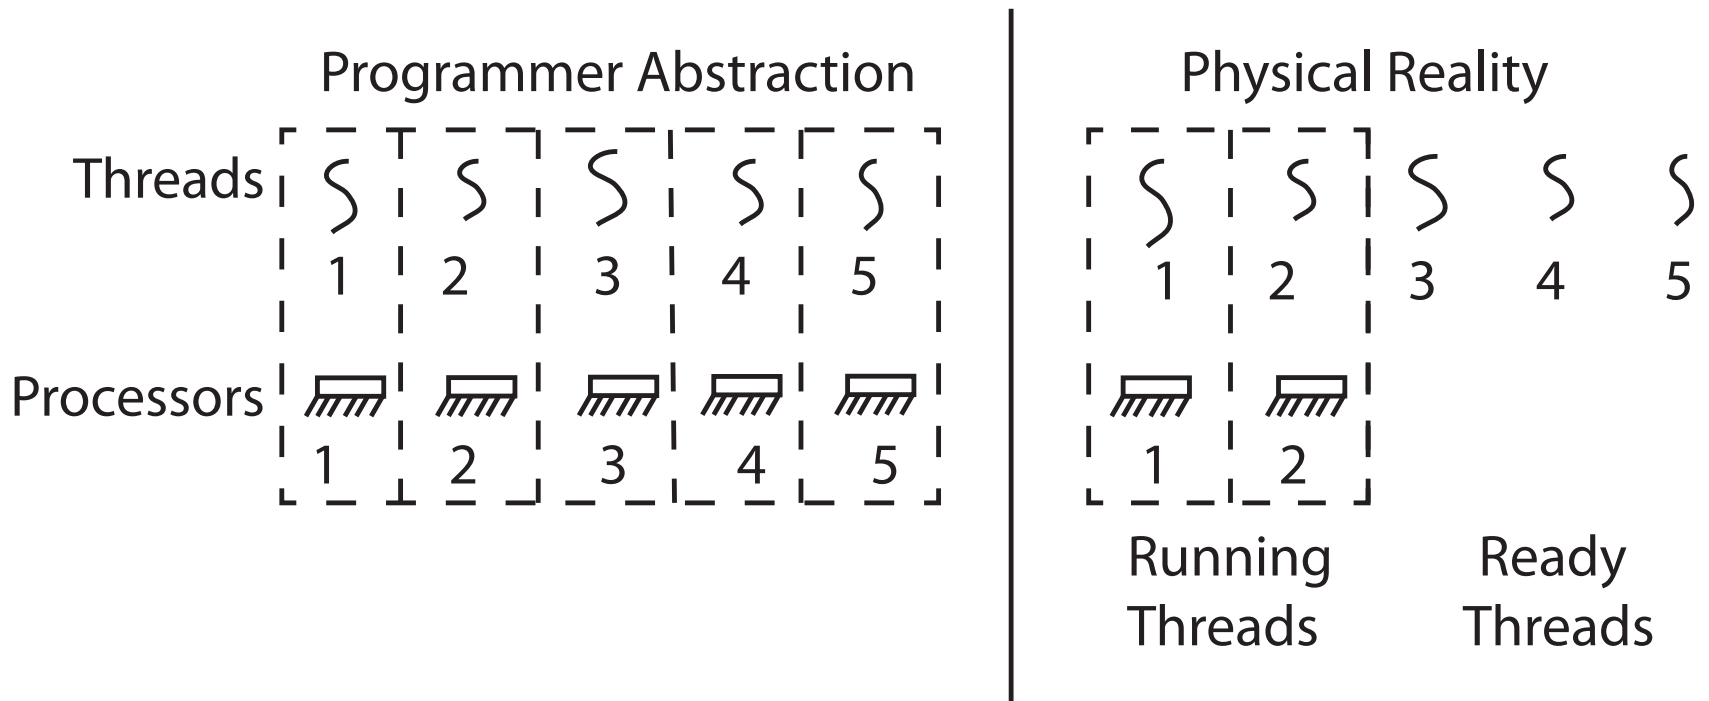 Programmer Abstraction
Physical Reality
Threads
1 2 3 4 5
1 2 3 4 5
Processors
1 2 3 4 5
1 2
Running
Threads
Ready
Threads